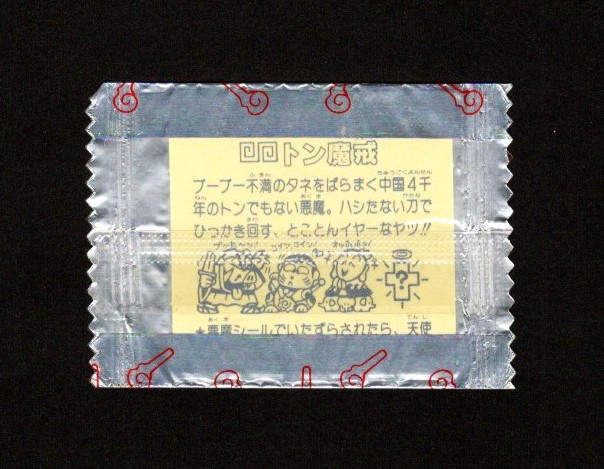 吅トン魔戒
ブーブー不満のタネをばらまく中国4千
年のトンでもない悪魔。ハシたない刀で
ひっかき回す、とことんイヤーなヤツ!!
?
★悪魔シールでいたずらされたら、天使